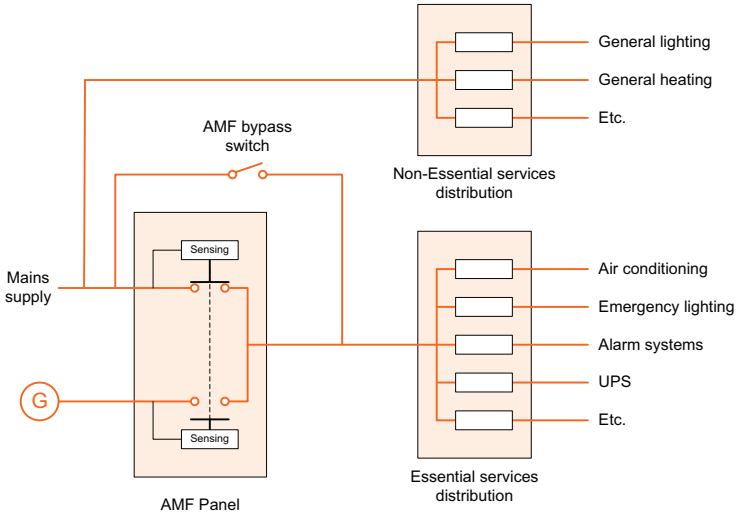 General lighting
General heating
Etc.
AMF bypass
switch
Non-Essential services
distribution
Sensing
Mains
supply
G
Sensing
AMF Panel
Air conditioning
Emergency lighting
Alarm systems
UPS
Etc.
Essential services
distribution